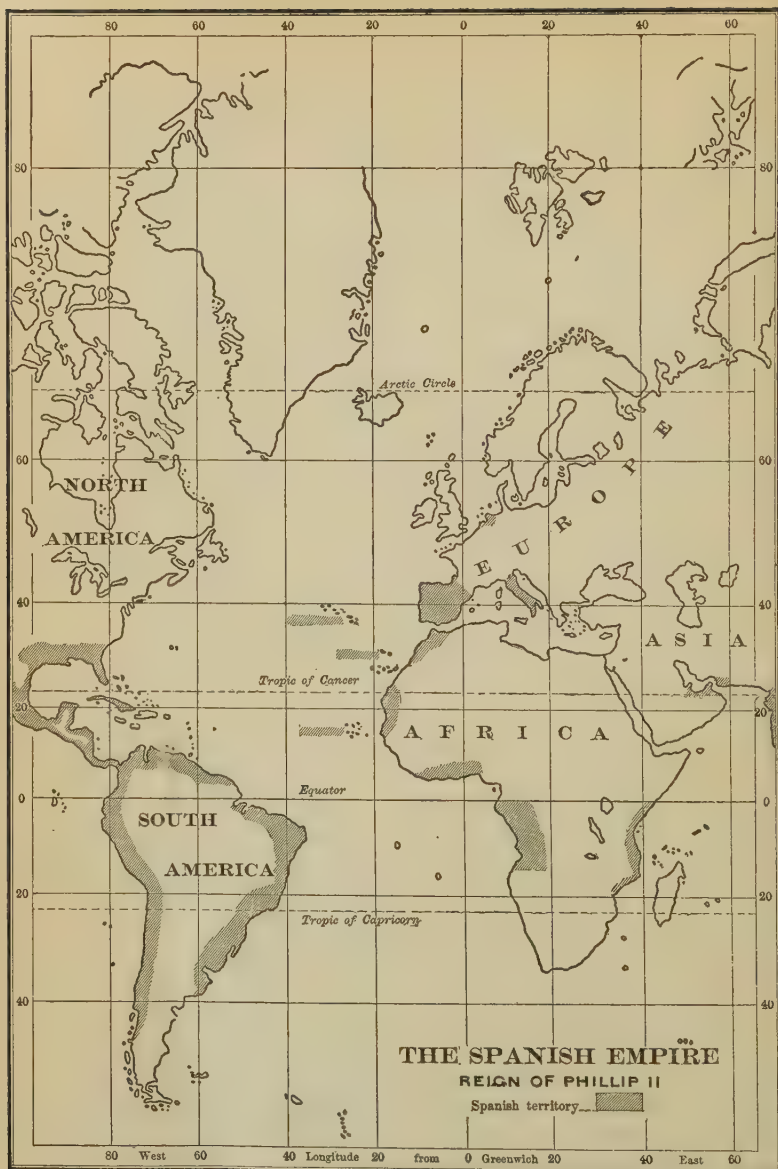 80 60 40 20 0 20 40 60
80 80
Arctic Circle
60 60
NORTH
AMERICA
EUROPE
40 40
ASIA
Tropic of Cancer
20 20
AFRICA
Equator
0 0
SOUTH
AMERICA
20 20
Tropic of Capricorn
40 40
THE SPANISH EMPIRE
REIGN OF PHILLIP II
Spanish territory
80 West 60 40 Longitude 20 from 0 Greenwich 20 40 East 60